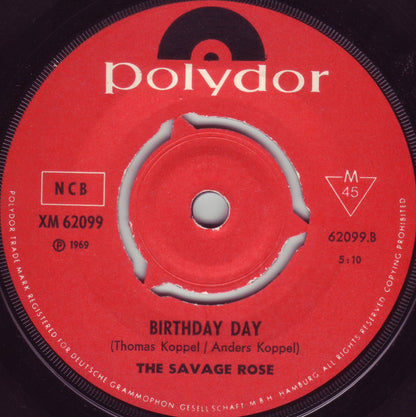 polydor
NCB
XM 62099
Ⓟ 1969
M
45
62099.B
5:10
BIRTHDAY DAY
(Thomas Koppel / Anders Koppel)
THE SAVAGE ROSE
POLYDOR TRADE MARK REGISTERED FOR DEUTSCHE GRAMMOPHON GESELLSCHAFT M·B·H. HAMBURG ALL RIGHTS RESERVED · COPYING PROHIBITED